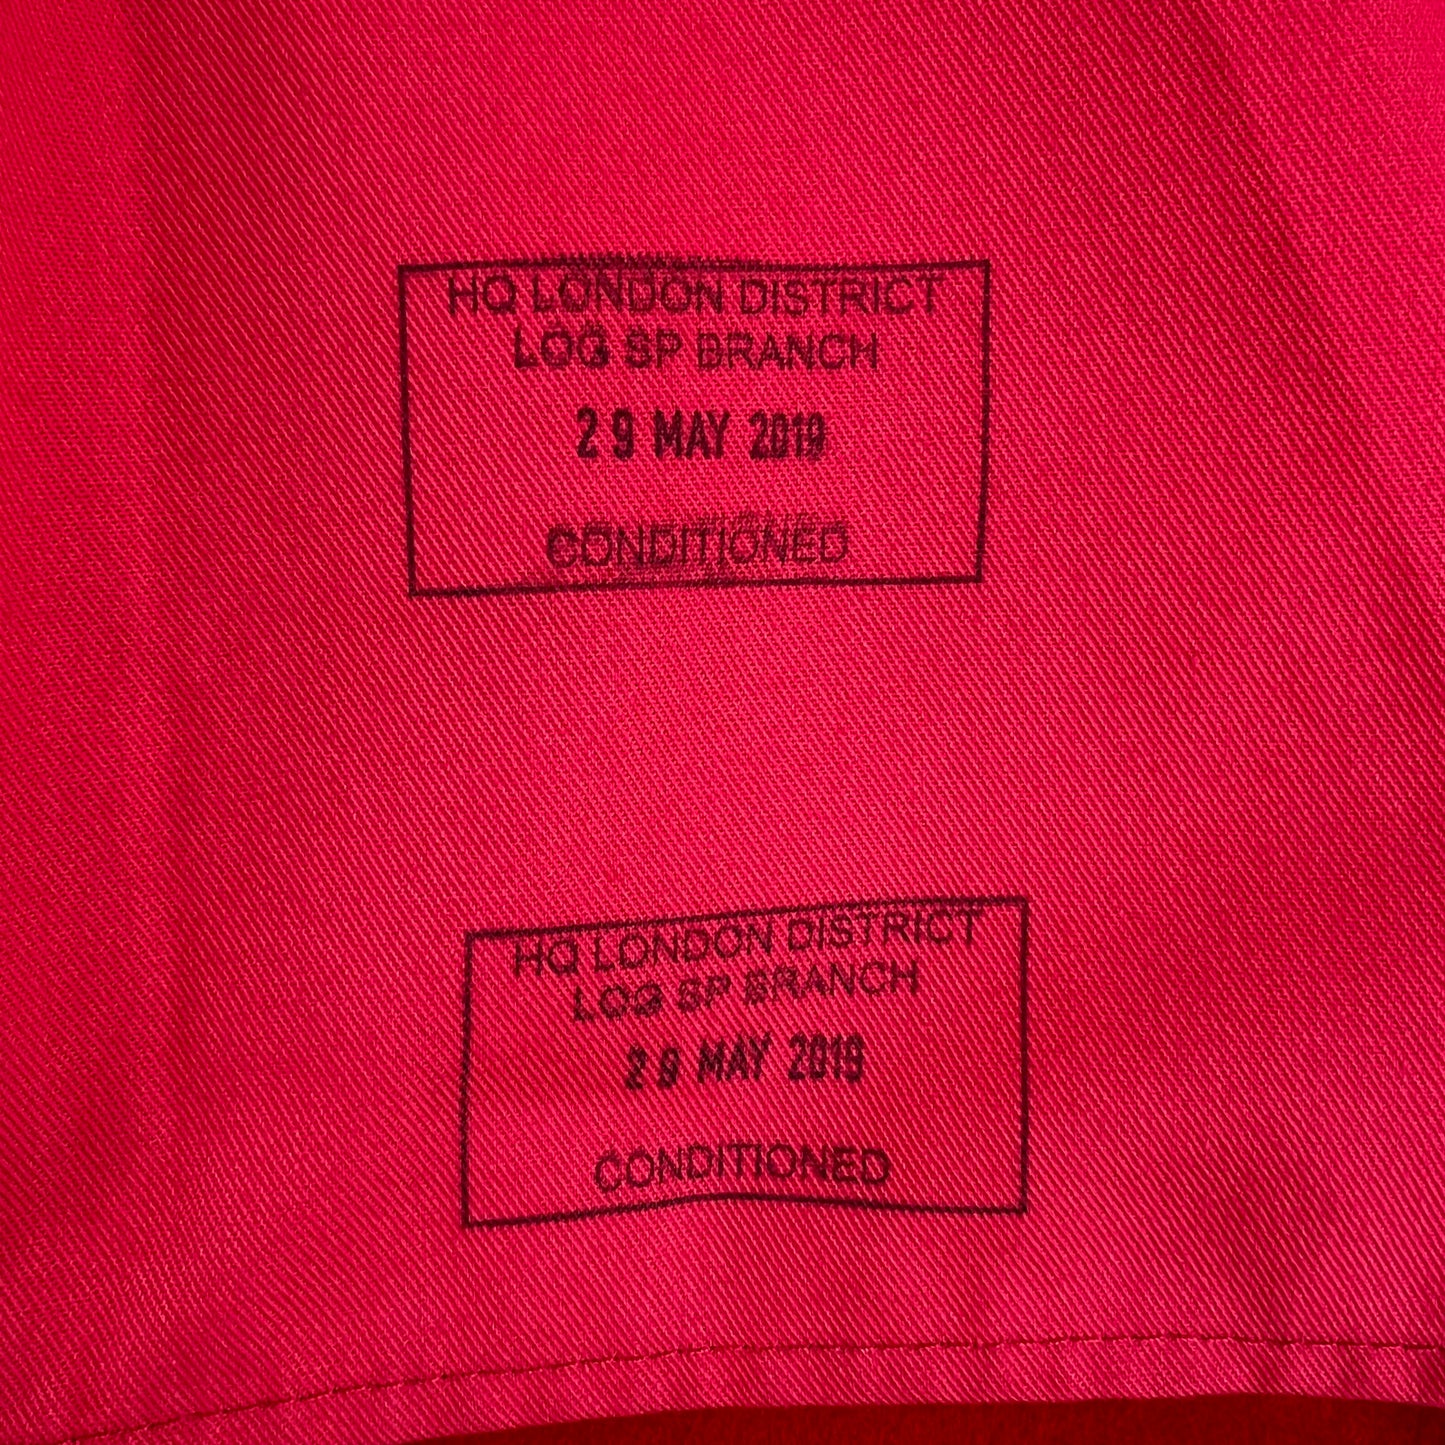 HQ LONDON DISTRICT
LOG SP BRANCH
29 MAY 2019
CONDITIONED
HQ LONDON DISTRICT
LOG SP BRANCH
29 MAY 2019
CONDITIONED